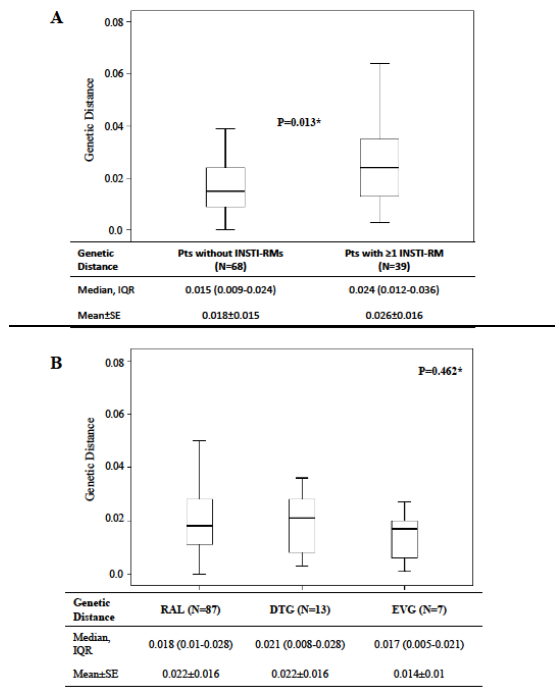 A
0.08
0.06
0.04
0.02
0.0
Genetic Distance
P=0.013*
Genetic Distance | Pts without INSTI-RMs (N=68) | Pts with ≥1 INSTI-RM (N=39)
Median, IQR | 0.015 (0.009-0.024) | 0.024 (0.012-0.036)
Mean±SE | 0.018±0.015 | 0.026±0.016
B
0.08
0.06
0.04
0.02
0.0
Genetic Distance
P=0.462*
Genetic Distance | RAL (N=87) | DTG (N=13) | EVG (N=7)
Median, IQR | 0.018 (0.01-0.028) | 0.021 (0.008-0.028) | 0.017 (0.005-0.021)
Mean±SE | 0.022±0.016 | 0.022±0.016 | 0.014±0.01